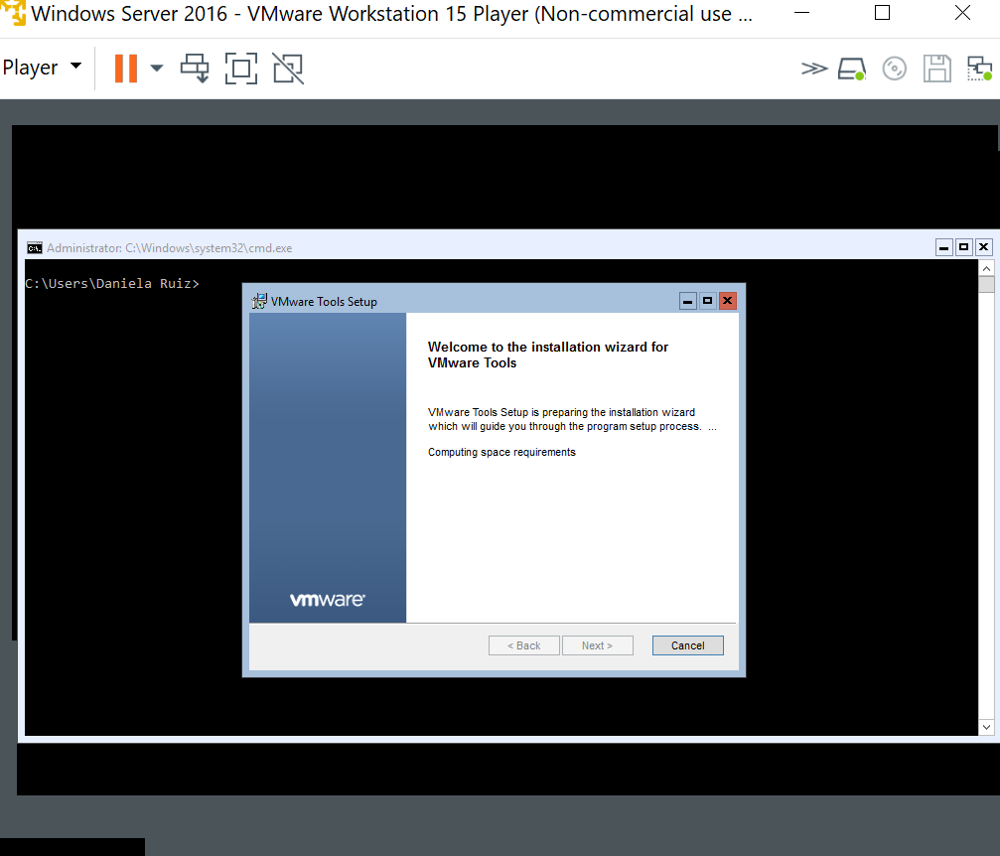 Windows Server 2016 - VMware Workstation 15 Player (Non-commercial use ...
Player
Administrator: C:\Windows\system32\cmd.exe
C:\Users\Daniela Ruiz>
VMware Tools Setup
Welcome to the installation wizard for
VMware Tools
VMware Tools Setup is preparing the installation wizard
which will guide you through the program setup process. ...
Computing space requirements
vmware
< Back
Next >
Cancel